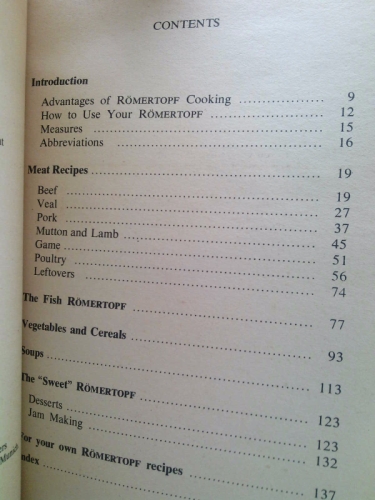 CONTENTS
Introduction
Advantages of RÖMERTOPF Cooking .................... 9
How to Use Your RÖMERTOPF .................... 12
Measures .................... 15
Abbreviations .................... 16
Meat Recipes .................... 19
Beef .................... 19
Veal .................... 27
Pork .................... 37
Mutton and Lamb .................... 45
Game .................... 51
Poultry .................... 56
Leftovers .................... 74
The Fish RÖMERTOPF .................... 77
Vegetables and Cereals .................... 93
Soups .................... 113
The "Sweet" RÖMERTOPF .................... 123
Desserts .................... 123
Jam Making .................... 132
For your own RÖMERTOPF recipes .................... 137
Index ....................